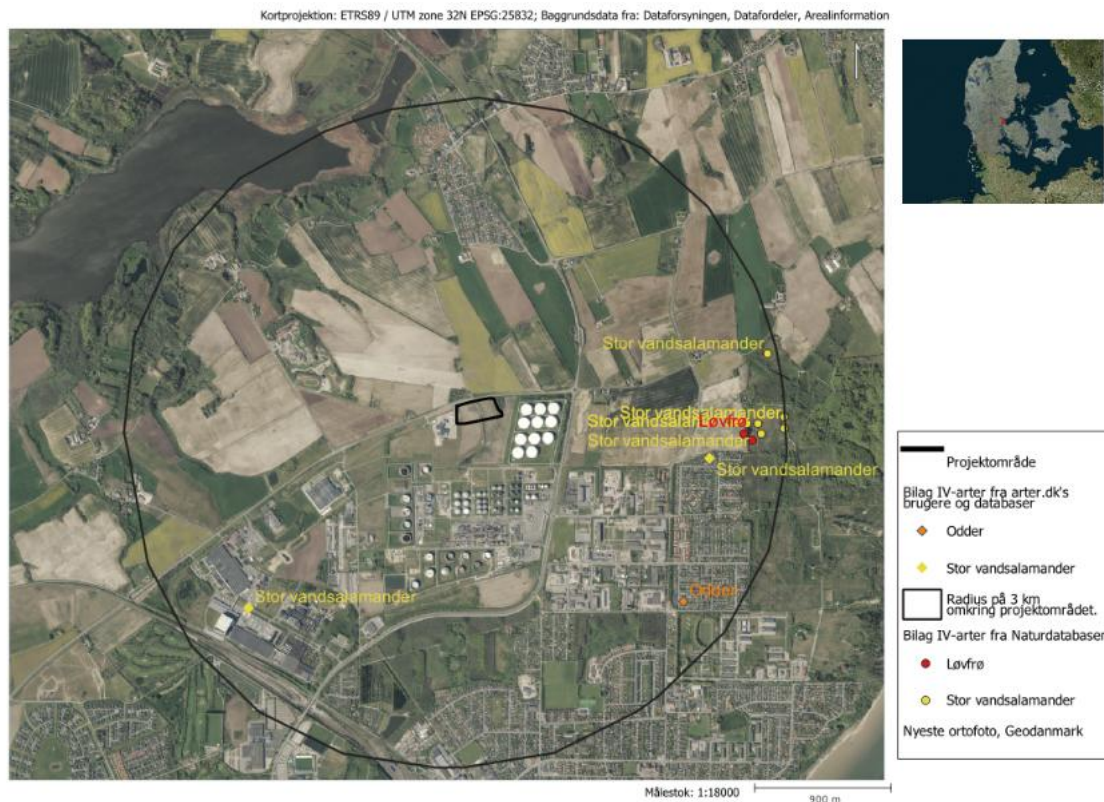 Kortprojektion: ETRS89 / UTM zone 32N EPSG:25832; Baggrundsdata fra: Dataforsyningen, Datafordeler, Arealinformation
Stor vandsalamander
Stor vandsalamander
Stor vandsala
Løvfrø
Stor vandsalamander
Stor vandsalamander
Odder
Stor vandsalamander
Projektområde
Bilag IV-arter fra arter.dk's
brugere og databaser
Odder
Stor vandsalamander
Radius på 3 km
omkring projektområdet.
Bilag IV-arter fra Naturdatabaser
Løvfrø
Stor vandsalamander
Nyeste ortofoto, Geodanmark
Målestok: 1:18000
900 m